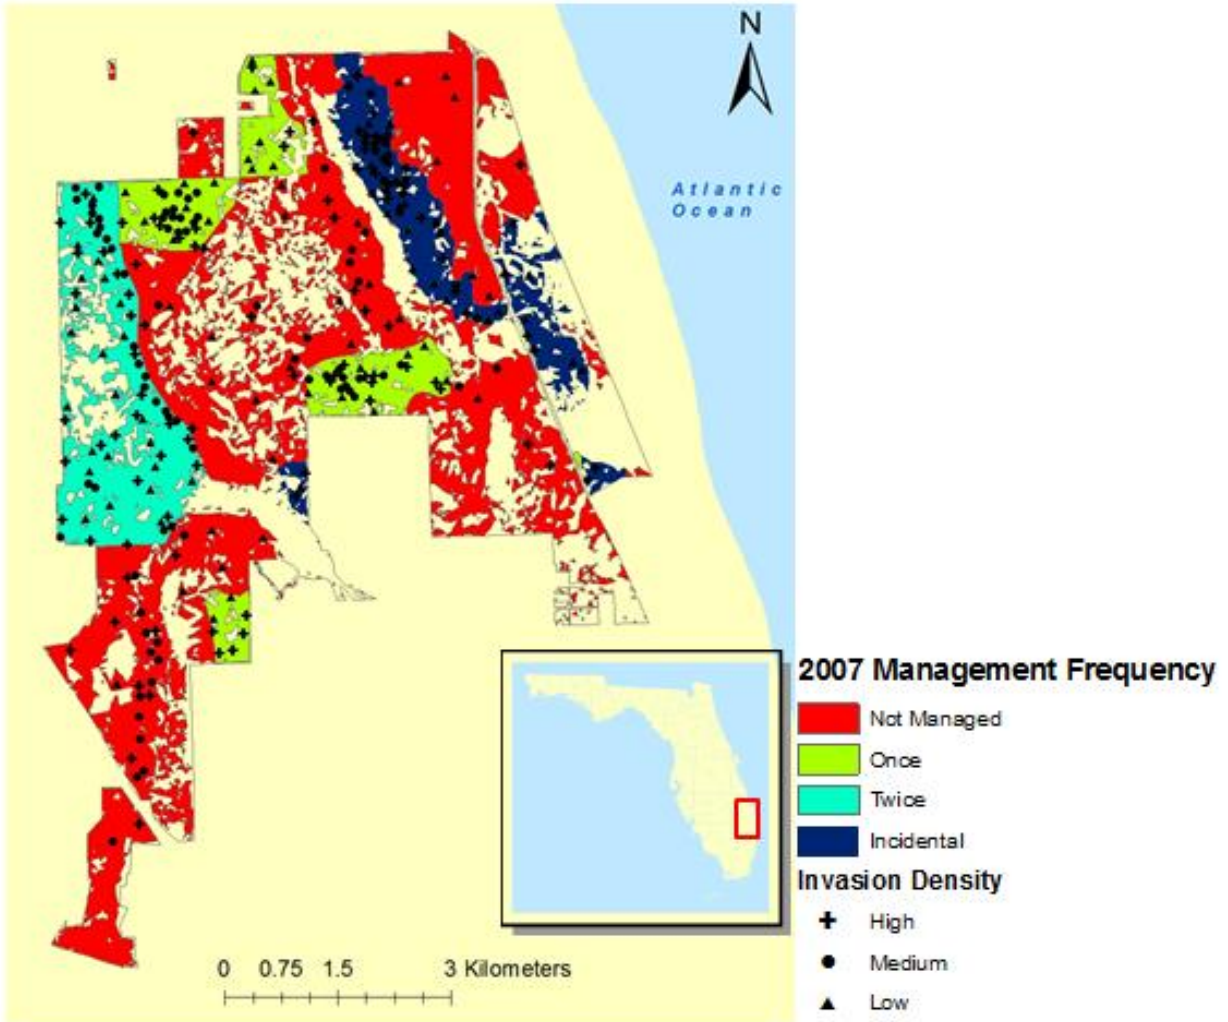 N
Atlantic
Ocean
2007 Management Frequency
Not Managed
Once
Twice
Incidental
Invasion Density
High
Medium
Low
0 0.75 1.5 3 Kilometers